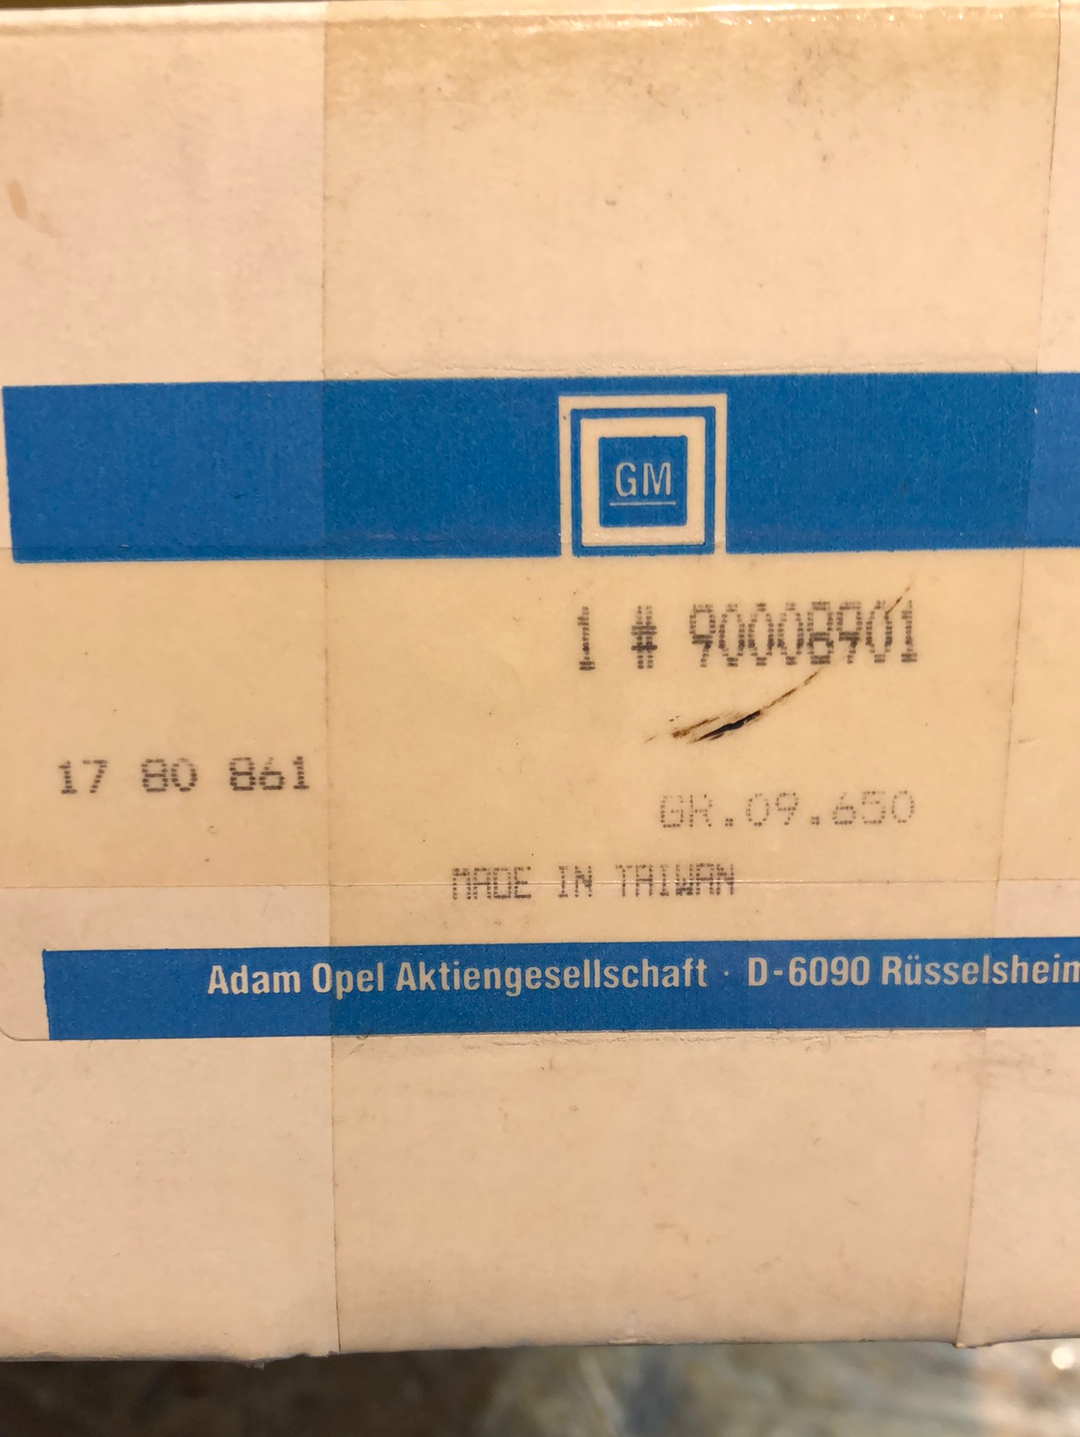 GM
1 # 90008901
17 80 861
GR.09.650
MADE IN TAIWAN
Adam Opel Aktiengesellschaft · D-6090 Rüsselsheim